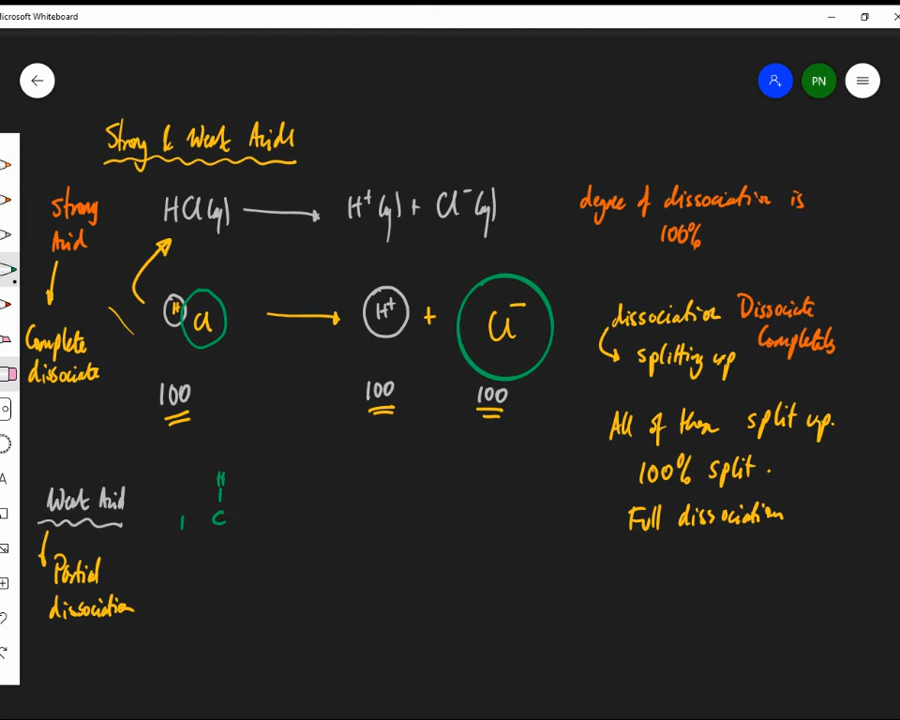 Microsoft Whiteboard
PN
Strong & Weak Acids
Strong
Acid
HCl(g) → H⁺(g) + Cl⁻(g)
degree of dissociation is
100%
H Cl → H⁺ + Cl⁻
dissociation
splitting up
Dissociate
Completely
Complete
dissociate
100 100 100
All of them split up.
100% split.
Full dissociation
Weak Acid
H
C
Partial
dissociation